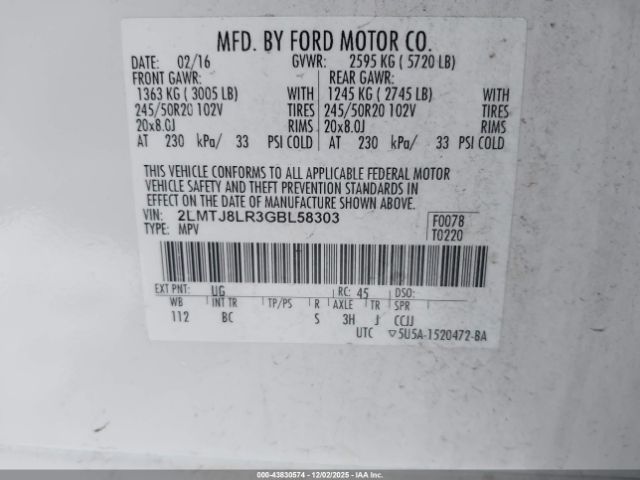 MFD. BY FORD MOTOR CO.
DATE: 02/16 GVWR: 2595 KG ( 5720 LB)
FRONT GAWR: REAR GAWR:
1363 KG ( 3005 LB) WITH 1245 KG ( 2745 LB) WITH
245/50R20 102V TIRES 245/50R20 102V TIRES
20x8.0J RIMS 20x8.0J RIMS
AT 230 kPa/ 33 PSI COLD AT 230 kPa/ 33 PSI COLD
THIS VEHICLE CONFORMS TO ALL APPLICABLE FEDERAL MOTOR
VEHICLE SAFETY AND THEFT PREVENTION STANDARDS IN
EFFECT ON THE DATE OF MANUFACTURE SHOWN ABOVE.
VIN: 2LMTJ8LR3GBL58303 F0078
TYPE: MPV T0220
EXT PNT: UG RC: 45 DSO:
WB INT TR TP/PS R AXLE TR SPR
112 BC S 3H J CCJJ
UTC ▽5U5A-1520472-BA
000-43830574 - 12/02/2025 - IAAI.com